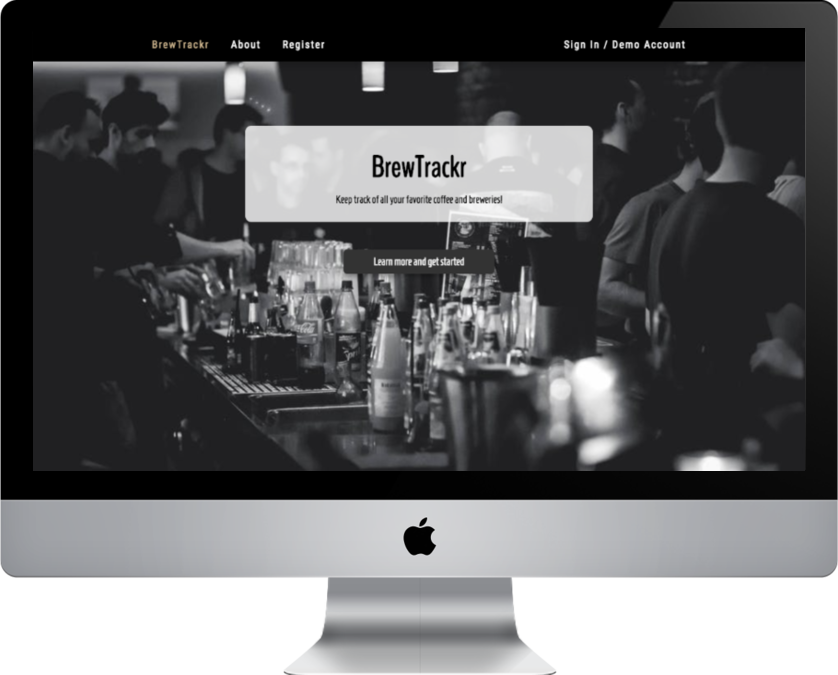 BrewTrackr About Register Sign In / Demo Account
BrewTrackr
Keep track of all your favorite coffee and breweries!
Learn more and get started